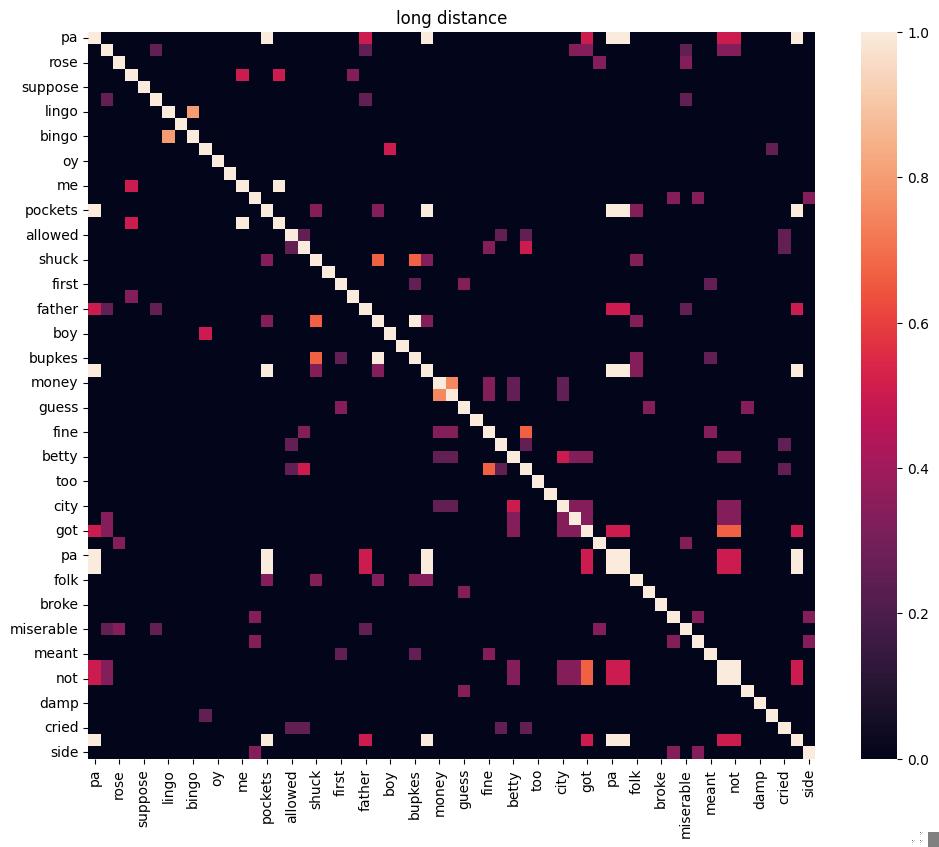 long distance
pa
rose
suppose
lingo
bingo
oy
me
pockets
allowed
shuck
first
father
boy
bupkes
money
guess
fine
betty
too
city
got
pa
folk
broke
miserable
meant
not
damp
cried
side
pa
rose
suppose
lingo
bingo
oy
me
pockets
allowed
shuck
first
father
boy
bupkes
money
guess
fine
betty
too
city
got
pa
folk
broke
miserable
meant
not
damp
cried
side
1.0
0.8
0.6
0.4
0.2
0.0